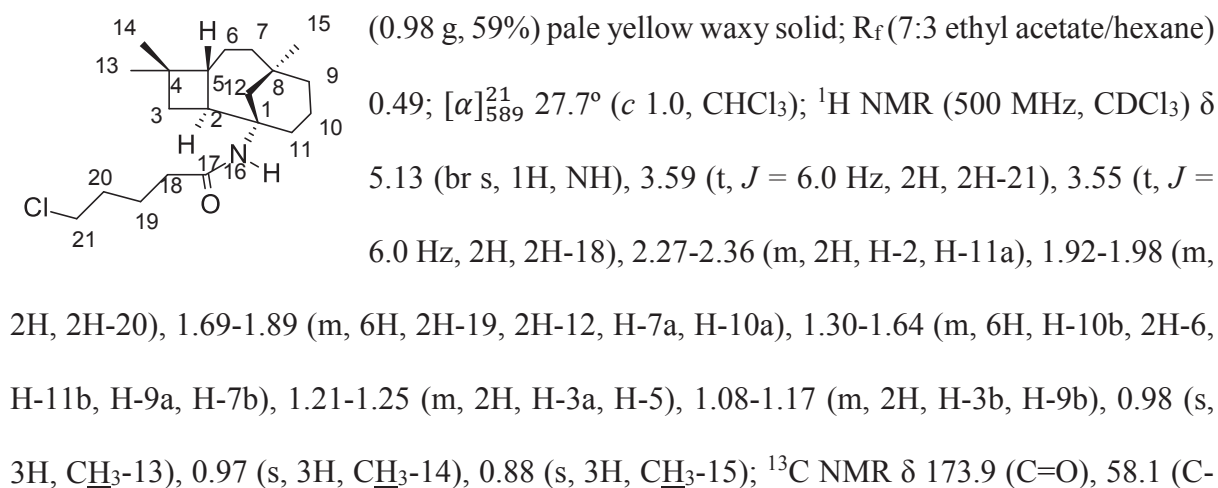 14
13
H
6
7
15
4
5
12
8
9
3
2
1
10
11
H
N
17
16
H
20
18
O
Cl
19
21
(0.98 g, 59%) pale yellow waxy solid; Rf (7:3 ethyl acetate/hexane)
0.49; [α]²¹₅₈₉ 27.7º (c 1.0, CHCl₃); ¹H NMR (500 MHz, CDCl₃) δ
5.13 (br s, 1H, NH), 3.59 (t, J = 6.0 Hz, 2H, 2H-21), 3.55 (t, J =
6.0 Hz, 2H, 2H-18), 2.27-2.36 (m, 2H, H-2, H-11a), 1.92-1.98 (m,
2H, 2H-20), 1.69-1.89 (m, 6H, 2H-19, 2H-12, H-7a, H-10a), 1.30-1.64 (m, 6H, H-10b, 2H-6,
H-11b, H-9a, H-7b), 1.21-1.25 (m, 2H, H-3a, H-5), 1.08-1.17 (m, 2H, H-3b, H-9b), 0.98 (s,
3H, CH₃-13), 0.97 (s, 3H, CH₃-14), 0.88 (s, 3H, CH₃-15); ¹³C NMR δ 173.9 (C=O), 58.1 (C-